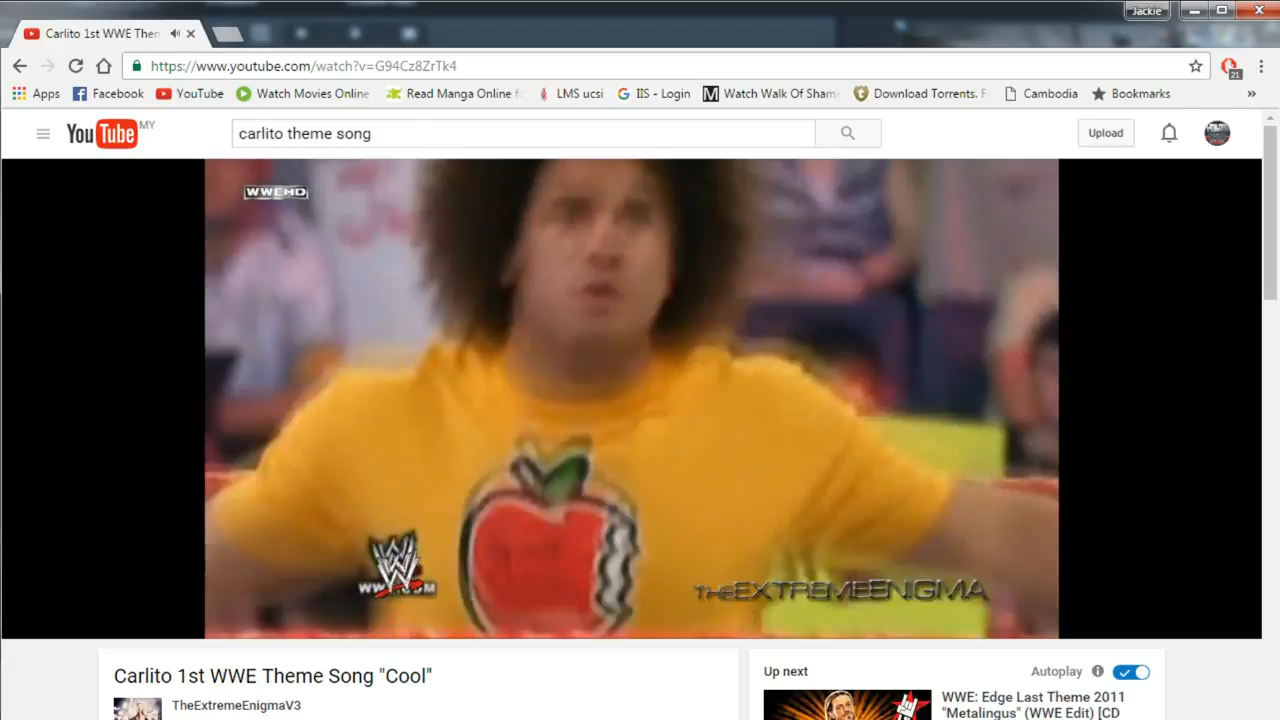 Jackie
Carlito 1st WWE Then
https://www.youtube.com/watch?v=G94Cz8ZrTk4
21
Apps Facebook YouTube Watch Movies Online Read Manga Online f LMS ucsi IIS - Login Watch Walk Of Shame Download Torrents. F Cambodia Bookmarks »
YouTube MY
carlito theme song
Upload
WWEHD
WWE.COM
THEEXTREMEENIGMA
Carlito 1st WWE Theme Song "Cool"
TheExtremeEnigmaV3
Up next
Autoplay
WWE: Edge Last Theme 2011
"Metalingus" (WWE Edit) [CD